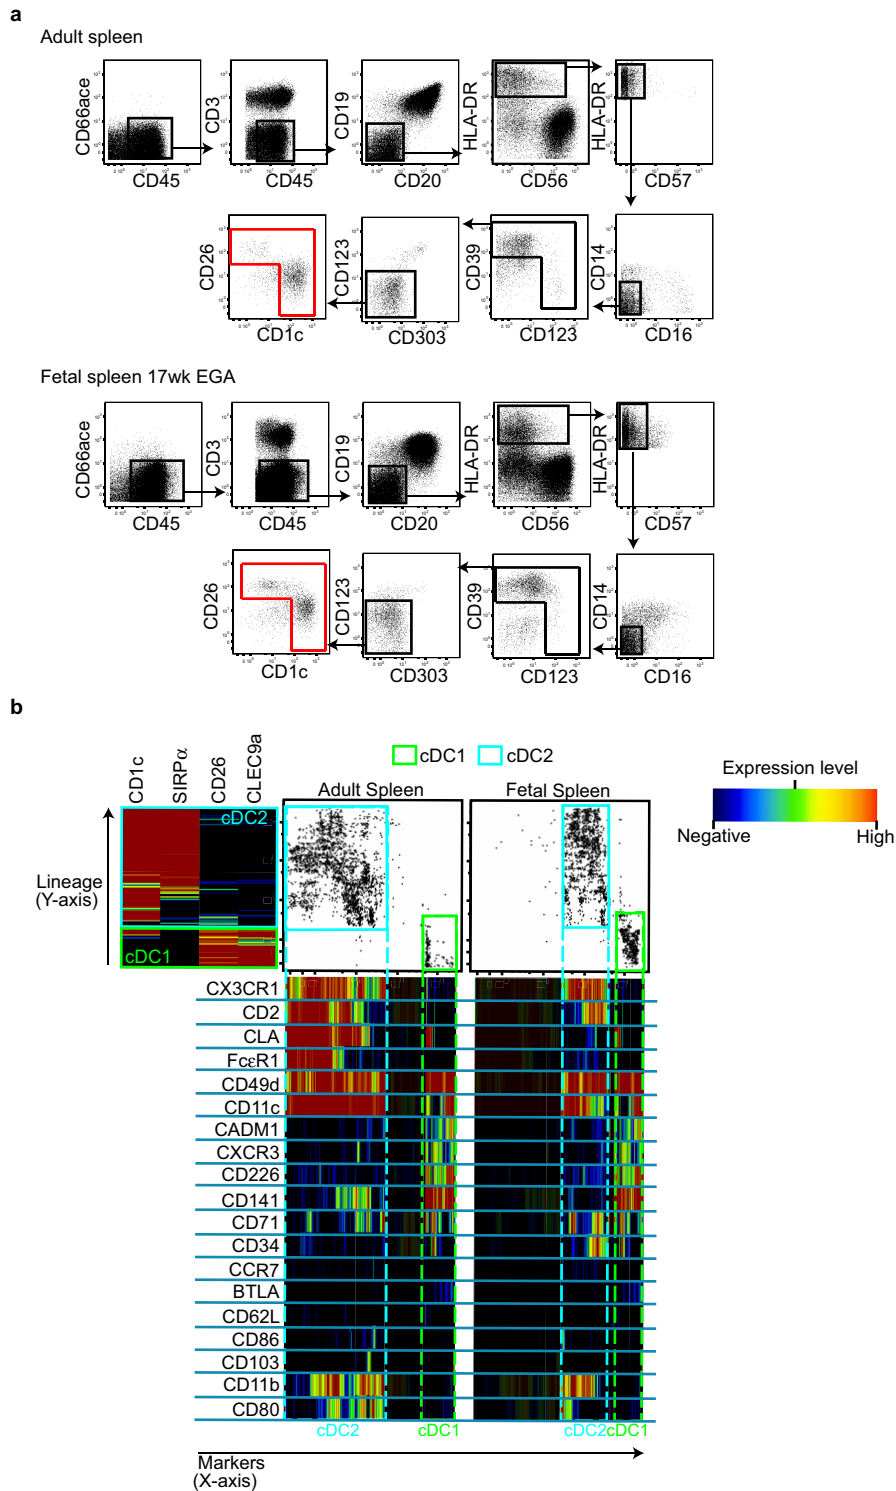 a
Adult spleen
CD66ace
CD45
CD3
CD45
CD19
CD20
HLA-DR
CD56
HLA-DR
CD57
CD26
CD1c
CD123
CD303
CD39
CD123
CD14
CD16
Fetal spleen 17wk EGA
CD66ace
CD45
CD3
CD45
CD19
CD20
HLA-DR
CD56
HLA-DR
CD57
CD26
CD1c
CD123
CD303
CD39
CD123
CD14
CD16
b
CD1c
SIRPα
CD26
CLEC9a
cDC1
cDC2
Adult Spleen
Fetal Spleen
Expression level
Negative
High
cDC2
Lineage
(Y-axis)
cDC1
CX3CR1
CD2
CLA
FcεR1
CD49d
CD11c
CADM1
CXCR3
CD226
CD141
CD71
CD34
CCR7
BTLA
CD62L
CD86
CD103
CD11b
CD80
cDC2
cDC1
cDC2
cDC1
Markers
(X-axis)